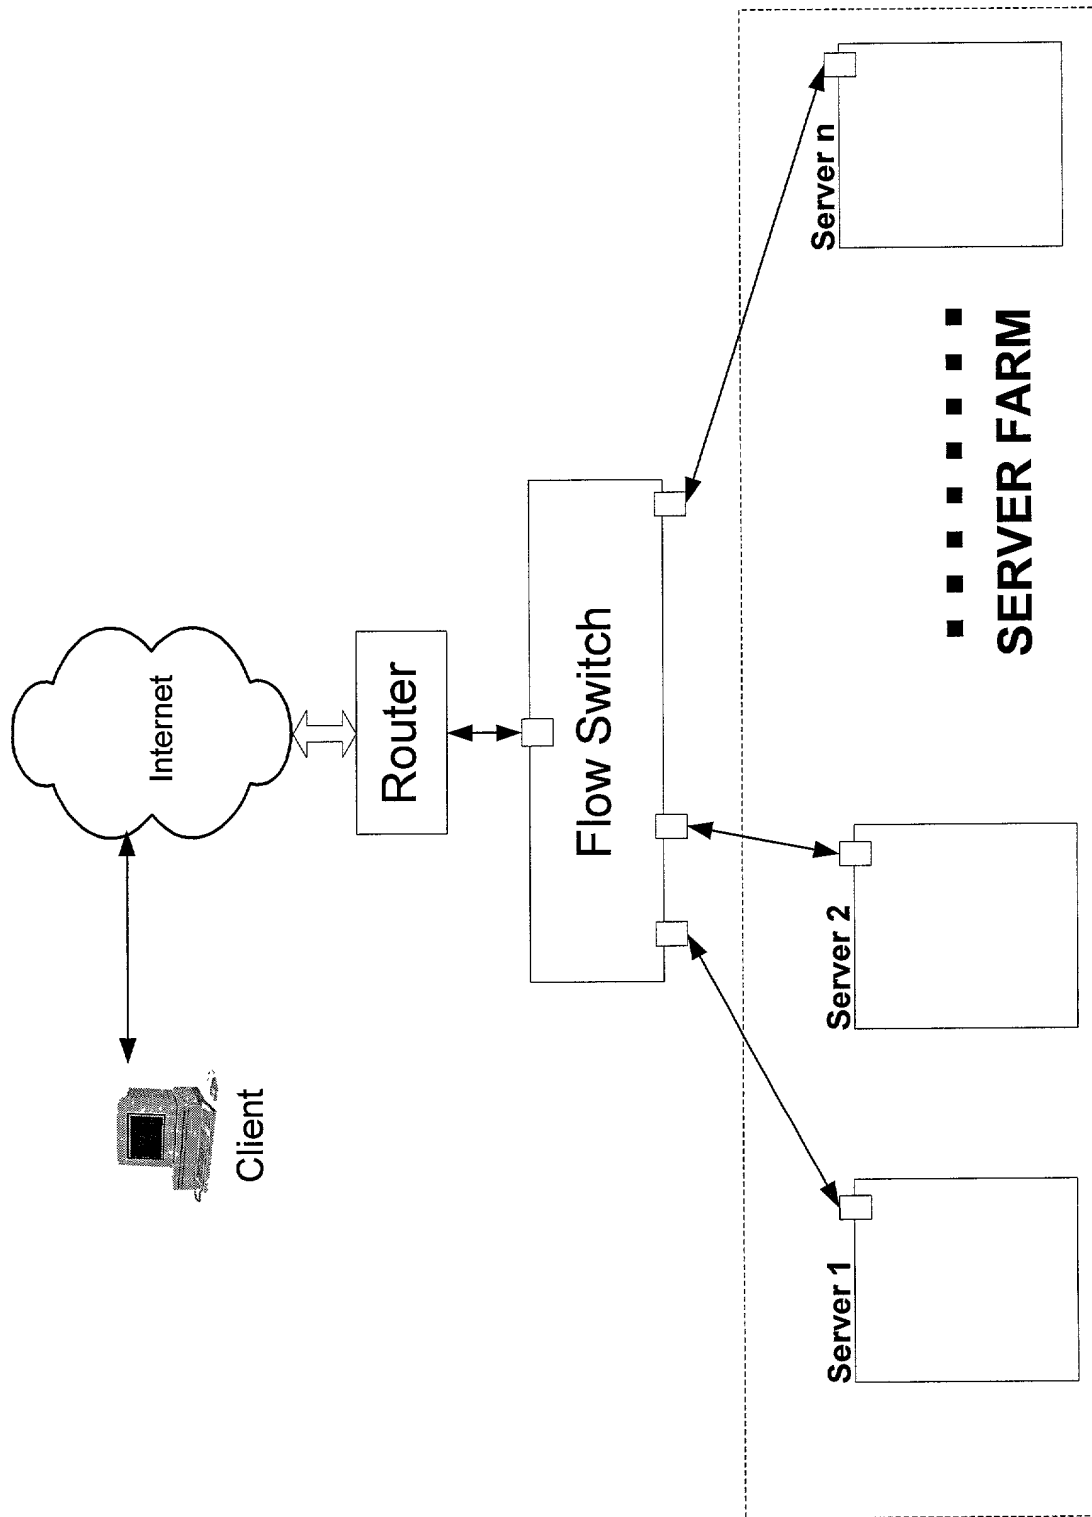 Client
Internet
Router
Flow Switch
Server 1
Server 2
Server n
SERVER FARM